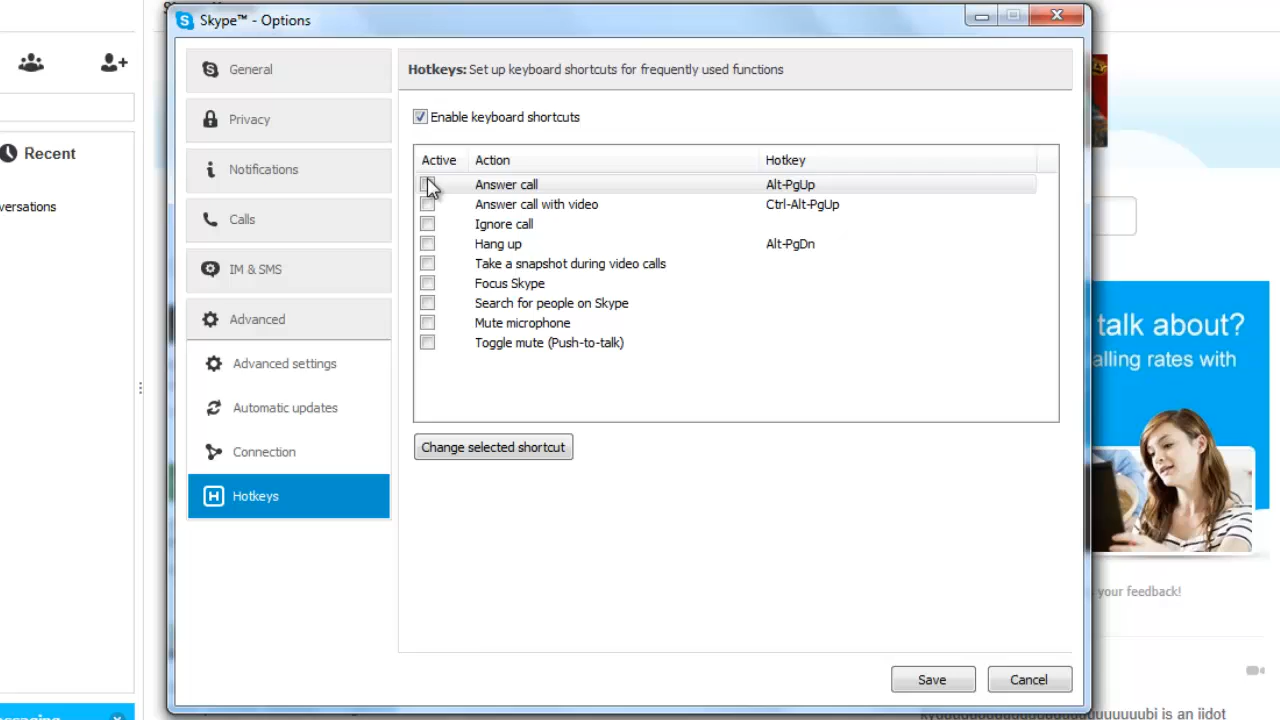 Skype™ - Options
Recent
versations
General
Privacy
Notifications
Calls
IM & SMS
Advanced
Advanced settings
Automatic updates
Connection
Hotkeys
Hotkeys: Set up keyboard shortcuts for frequently used functions
Enable keyboard shortcuts
Active Action Hotkey
Answer call Alt-PgUp
Answer call with video Ctrl-Alt-PgUp
Ignore call
Hang up Alt-PgDn
Take a snapshot during video calls
Focus Skype
Search for people on Skype
Mute microphone
Toggle mute (Push-to-talk)
Change selected shortcut
Save Cancel
talk about?
alling rates with
your feedback!
is an iidot